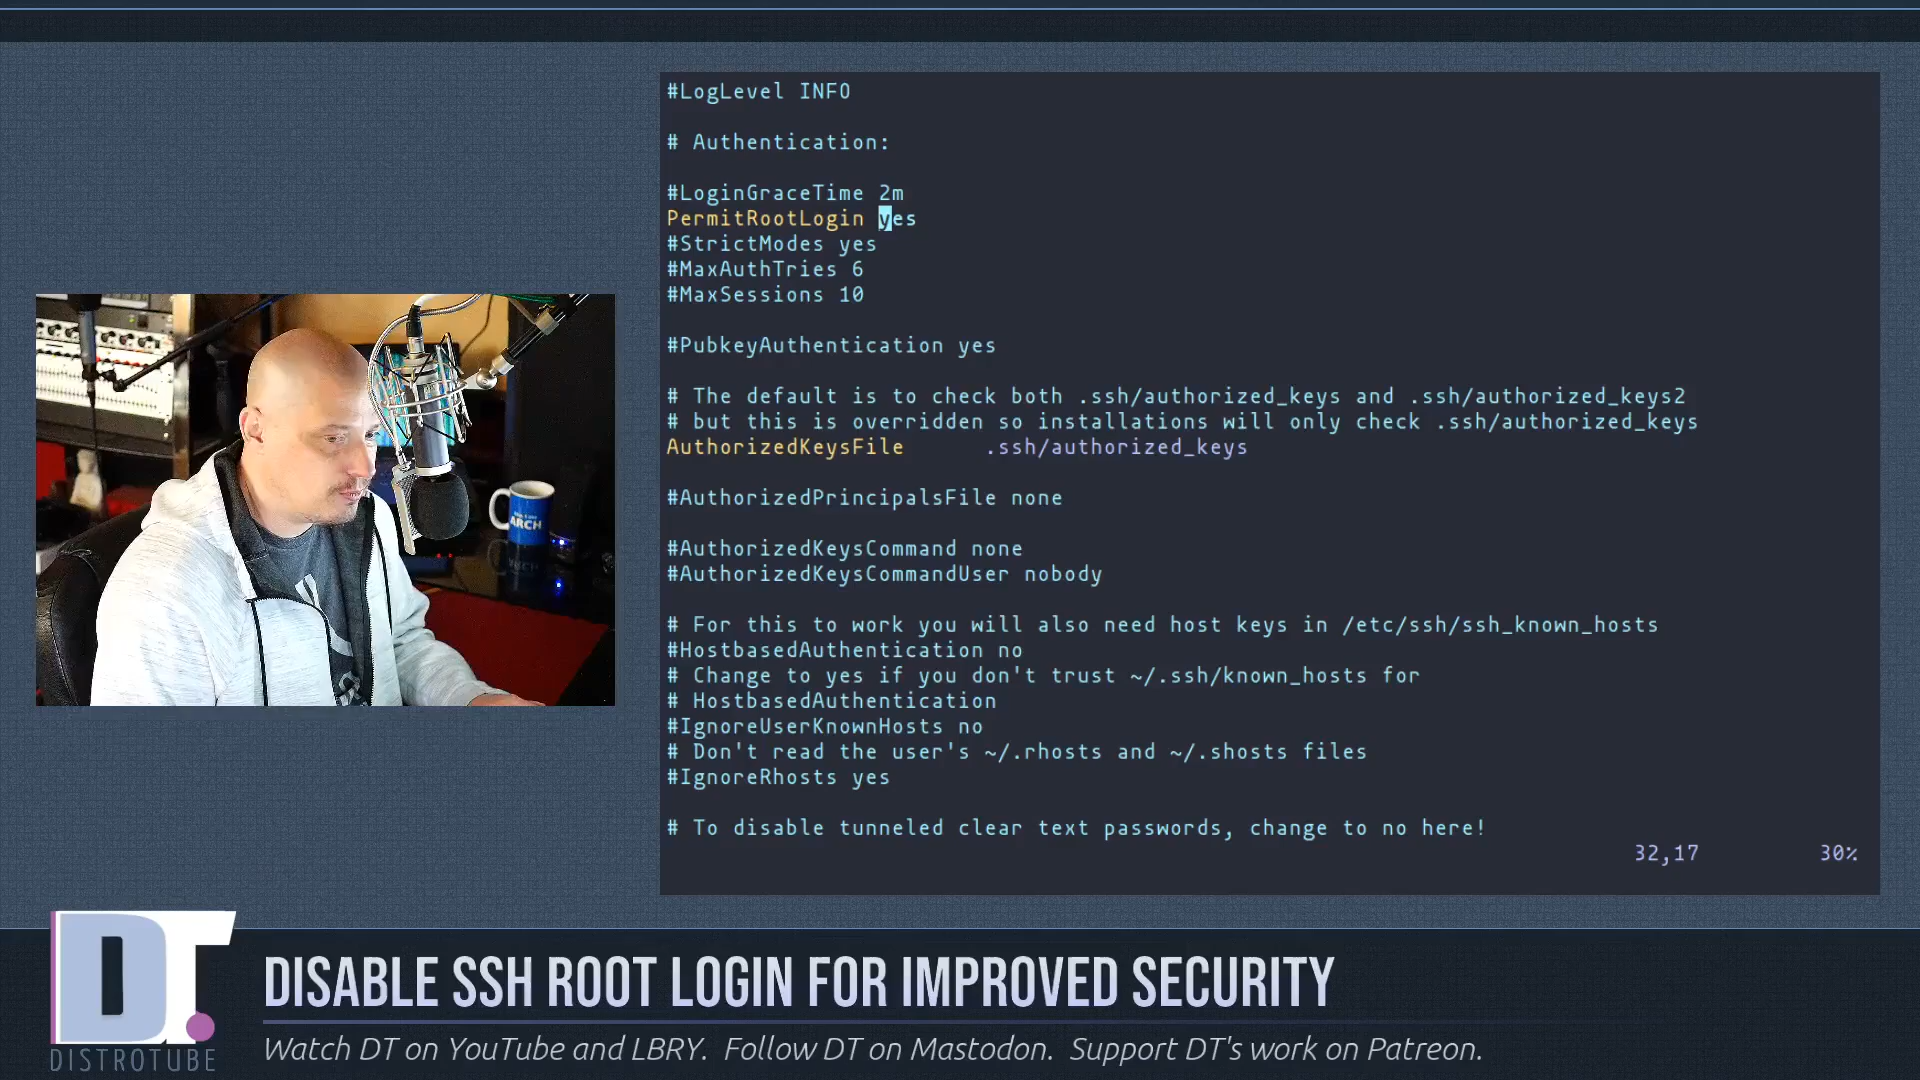 #LogLevel INFO
# Authentication:
#LoginGraceTime 2m
PermitRootLogin yes
#StrictModes yes
#MaxAuthTries 6
#MaxSessions 10
#PubkeyAuthentication yes
# The default is to check both .ssh/authorized_keys and .ssh/authorized_keys2
# but this is overridden so installations will only check .ssh/authorized_keys
AuthorizedKeysFile .ssh/authorized_keys
#AuthorizedPrincipalsFile none
#AuthorizedKeysCommand none
#AuthorizedKeysCommandUser nobody
# For this to work you will also need host keys in /etc/ssh/ssh_known_hosts
#HostbasedAuthentication no
# Change to yes if you don't trust ~/.ssh/known_hosts for
# HostbasedAuthentication
#IgnoreUserKnownHosts no
# Don't read the user's ~/.rhosts and ~/.shosts files
#IgnoreRhosts yes
# To disable tunneled clear text passwords, change to no here!
32,17 30%
ARCH
DT
DISTROTUBE
DISABLE SSH ROOT LOGIN FOR IMPROVED SECURITY
Watch DT on YouTube and LBRY. Follow DT on Mastodon. Support DT's work on Patreon.